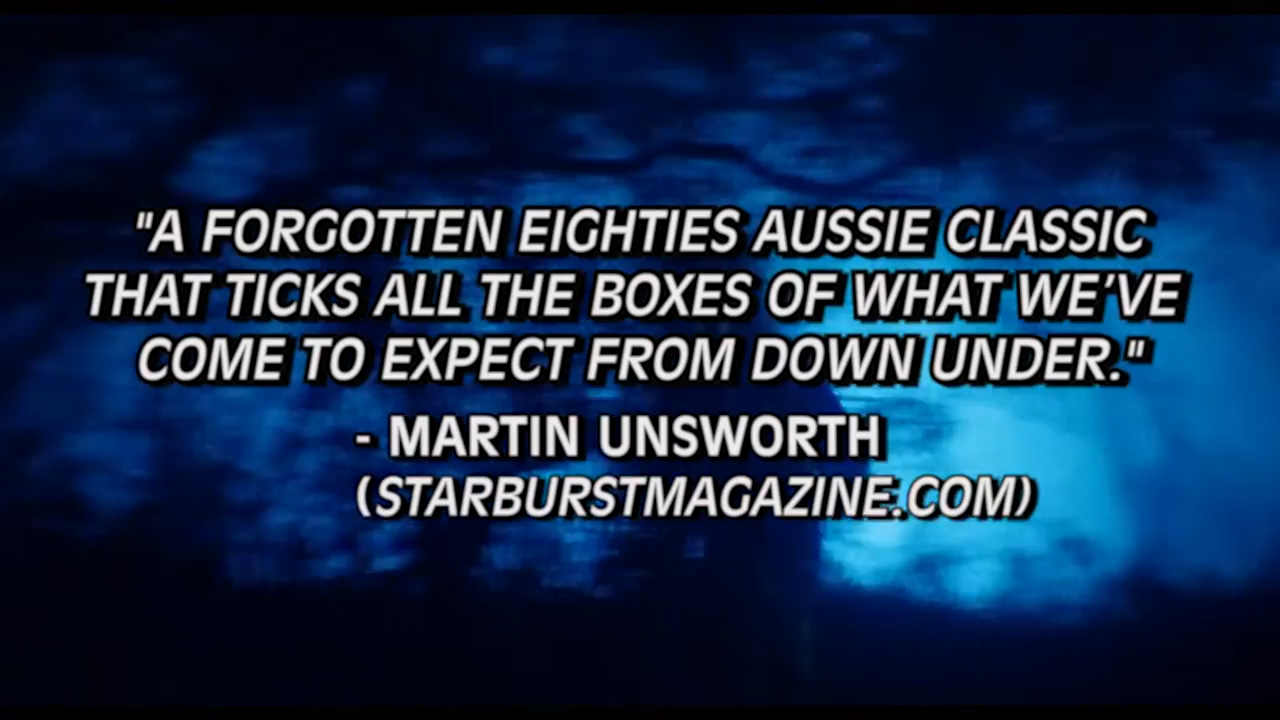 "A FORGOTTEN EIGHTIES AUSSIE CLASSIC
THAT TICKS ALL THE BOXES OF WHAT WE'VE
COME TO EXPECT FROM DOWN UNDER."
- MARTIN UNSWORTH
(STARBURSTMAGAZINE.COM)